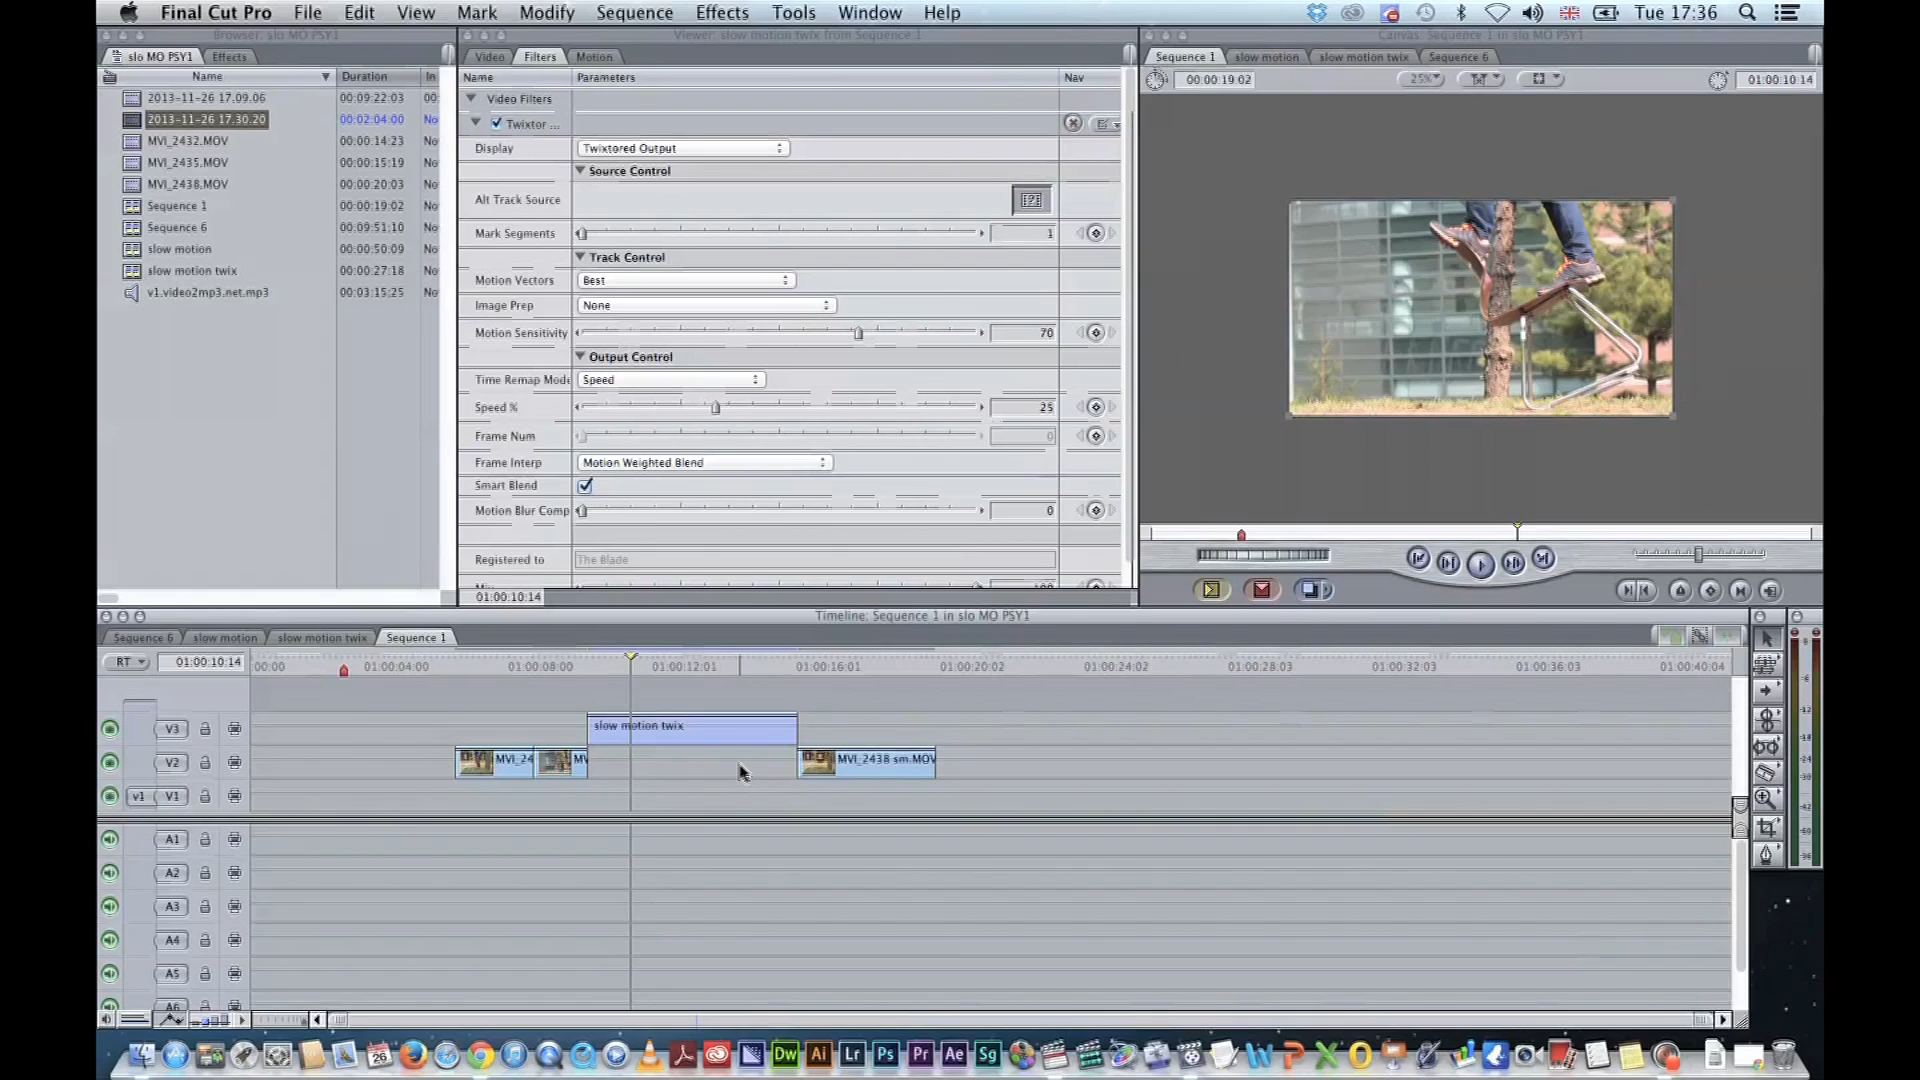 Final Cut Pro File Edit View Mark Modify Sequence Effects Tools Window Help Tue 17:36
Browser: slo MO PSY1
slo MO PSY1 Effects
Name Duration In
2013-11-26 17.09.06 00:09:22:03 00:
2013-11-26 17.30.20 00:02:04:00 No
MVI_2432.MOV 00:00:14:23 No
MVI_2435.MOV 00:00:15:19 No
MVI_2438.MOV 00:00:20:03 No
Sequence 1 00:00:19:02 No
Sequence 6 00:09:51:10 No
slow motion 00:00:50:09 No
slow motion twix 00:00:27:18 No
v1.video2mp3.net.mp3 00:03:15:25 No
Viewer: slow motion twix from Sequence 1
Video Filters Motion
Name Parameters Nav
Video Filters
Twixtor ...
Display Twixtored Output
Source Control
Alt Track Source
Mark Segments 1
Track Control
Motion Vectors Best
Image Prep None
Motion Sensitivity 70
Output Control
Time Remap Mode Speed
Speed % 25
Frame Num 0
Frame Interp Motion Weighted Blend
Smart Blend
Motion Blur Comp 0
Registered to The Blade
01:00:10:14
Canvas: Sequence 1 in slo MO PSY1
Sequence 1 slow motion slow motion twix Sequence 6
00:00:19:02 25% 01:00:10:14
Timeline: Sequence 1 in slo MO PSY1
Sequence 6 slow motion slow motion twix Sequence 1
RT 01:00:10:14 00:00 01:00:04:00 01:00:08:00 01:00:12:01 01:00:16:01 01:00:20:02 01:00:24:02 01:00:28:03 01:00:32:03 01:00:36:03 01:00:40:04
V3 slow motion twix
V2 MVI_24 MV MVI_2438 sm.MOV
v1 V1
A1
A2
A3
A4
A5
A6
26 Dw Ai Lr Ps Pr Ae Sg